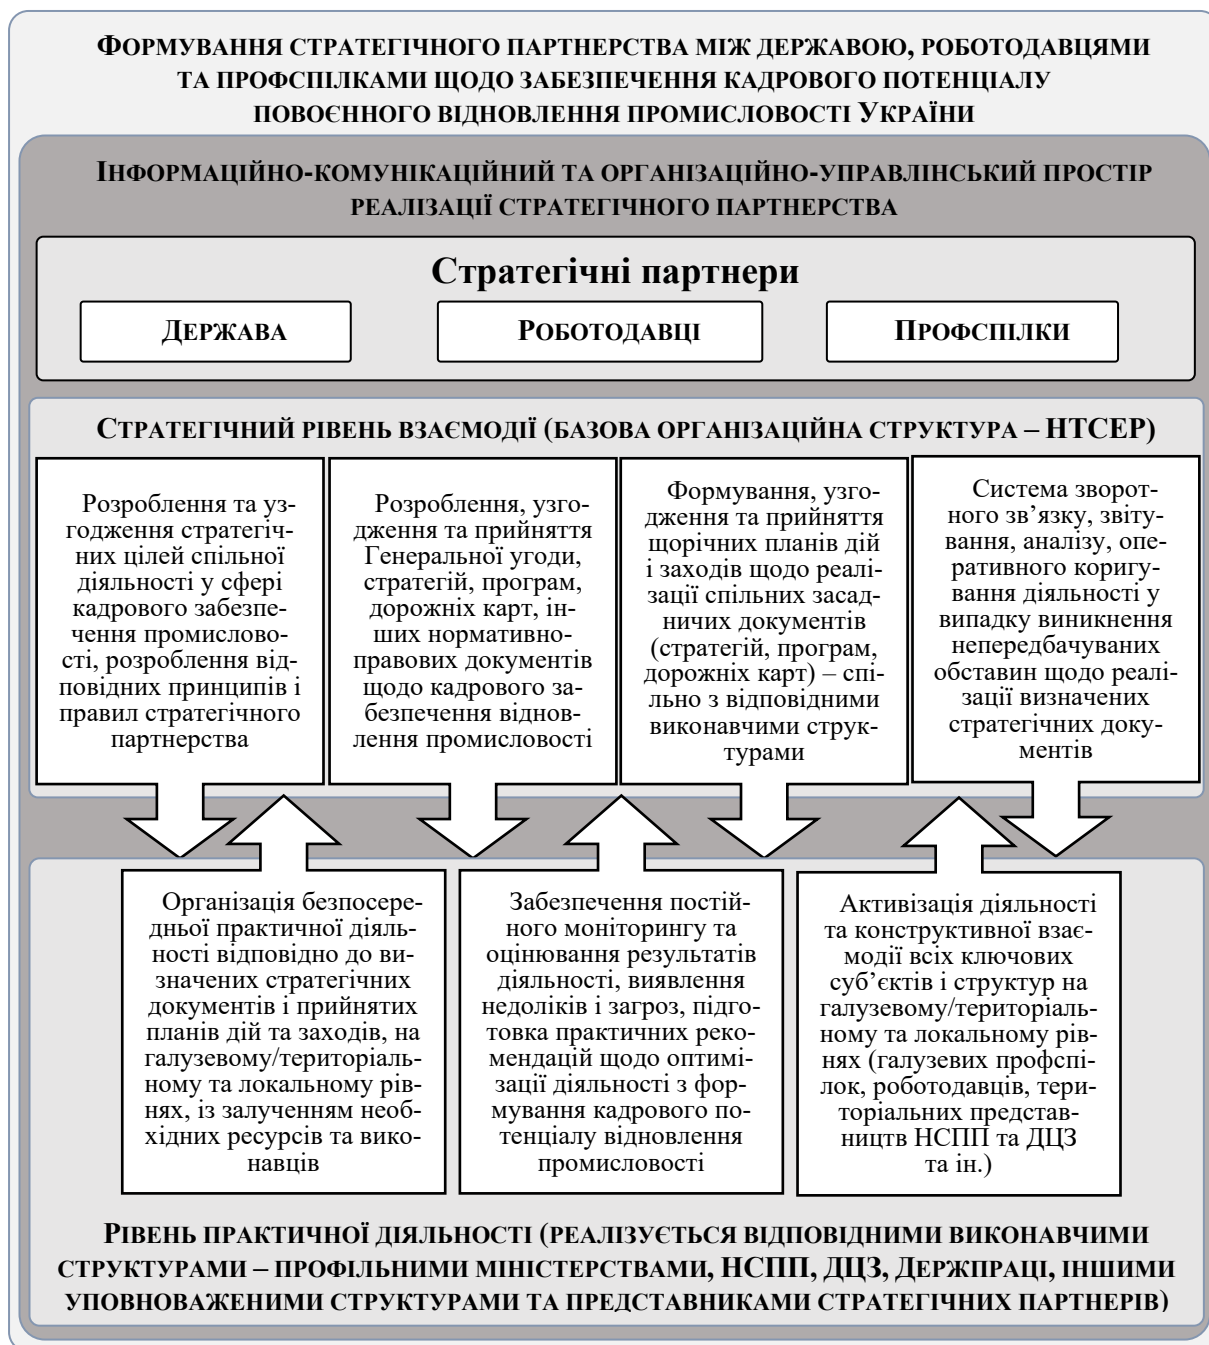 ФОРМУВАННЯ СТРАТЕГІЧНОГО ПАРТНЕРСТВА МІЖ ДЕРЖАВОЮ, РОБОТОДАВЦЯМИ
ТА ПРОФСПІЛКАМИ ЩОДО ЗАБЕЗПЕЧЕННЯ КАДРОВОГО ПОТЕНЦІАЛУ
ПОВОЄННОГО ВІДНОВЛЕННЯ ПРОМИСЛОВОСТІ УКРАЇНИ
ІНФОРМАЦІЙНО-КОМУНІКАЦІЙНИЙ ТА ОРГАНІЗАЦІЙНО-УПРАВЛІНСЬКИЙ ПРОСТІР
РЕАЛІЗАЦІЇ СТРАТЕГІЧНОГО ПАРТНЕРСТВА
Стратегічні партнери
ДЕРЖАВА
РОБОТОДАВЦІ
ПРОФСПІЛКИ
СТРАТЕГІЧНИЙ РІВЕНЬ ВЗАЄМОДІЇ (БАЗОВА ОРГАНІЗАЦІЙНА СТРУКТУРА – НТСЕР)
Розроблення та уз-
годження стратегіч-
них цілей спільної
діяльності у сфері
кадрового забезпе-
чення промислово-
сті, розроблення від-
повідних принципів і
правил стратегічного
партнерства
Розроблення, узго-
дження та прийняття
Генеральної угоди,
стратегій, програм,
дорожніх карт, ін-
ших нормативно-
правових документів
щодо кадрового за-
безпечення віднов-
лення промисловості
Формування, узго-
дження та прийняття
щорічних планів дій
і заходів щодо реалі-
зації спільних засад-
ничих документів
(стратегій, програм,
дорожніх карт) – спі-
льно з відповідними
виконавчими струк-
турами
Система зворот-
ного зв’язку, звіту-
вання, аналізу, опе-
ративного коригу-
вання діяльності у
випадку виникнення
непередбачуваних
обставин щодо реалі-
зації визначених
стратегічних доку-
ментів
Організація безпосере-
дньої практичної діяль-
ності відповідно до ви-
значених стратегічних
документів і прийнятих
планів дій та заходів, на
галузевому/територіаль-
ному та локальному рів-
нях, із залученням необ-
хідних ресурсів та вико-
навців
Забезпечення постій-
ного моніторингу та
оцінювання результатів
діяльності, виявлення
недоліків і загроз, підго-
товка практичних реко-
мендацій щодо оптимі-
зації діяльності з фор-
мування кадрового по-
тенціалу відновлення
промисловості
Активізація діяльності
та конструктивної взає-
модії всіх ключових
суб’єктів і структур на
галузевому/територіаль-
ному та локальному рів-
нях (галузевих профспі-
лок, роботодавців, тери-
торіальних представ-
ництв НСПП та ДЦЗ
та ін.)
РІВЕНЬ ПРАКТИЧНОЇ ДІЯЛЬНОСТІ (РЕАЛІЗУЄТЬСЯ ВІДПОВІДНИМИ ВИКОНАВЧИМИ
СТРУКТУРАМИ – ПРОФІЛЬНИМИ МІНІСТЕРСТВАМИ, НСПП, ДЦЗ, ДЕРЖПРАЦІ, ІНШИМИ
УПОВНОВАЖЕНИМИ СТРУКТУРАМИ ТА ПРЕДСТАВНИКАМИ СТРАТЕГІЧНИХ ПАРТНЕРІВ)